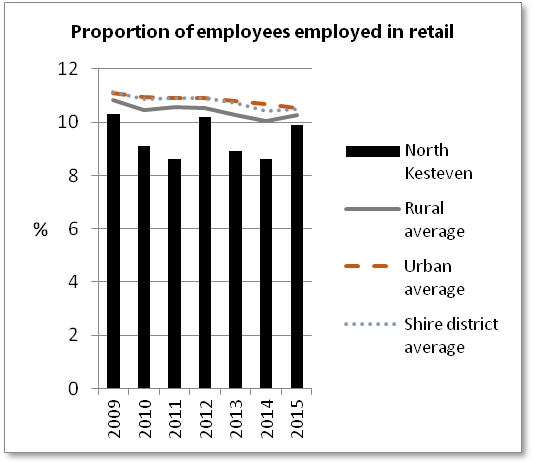 Proportion of employees employed in retail
12
10
8
6
4
2
0
%
2009
2010
2011
2012
2013
2014
2015
North
Kesteven
Rural
average
Urban
average
Shire district
average